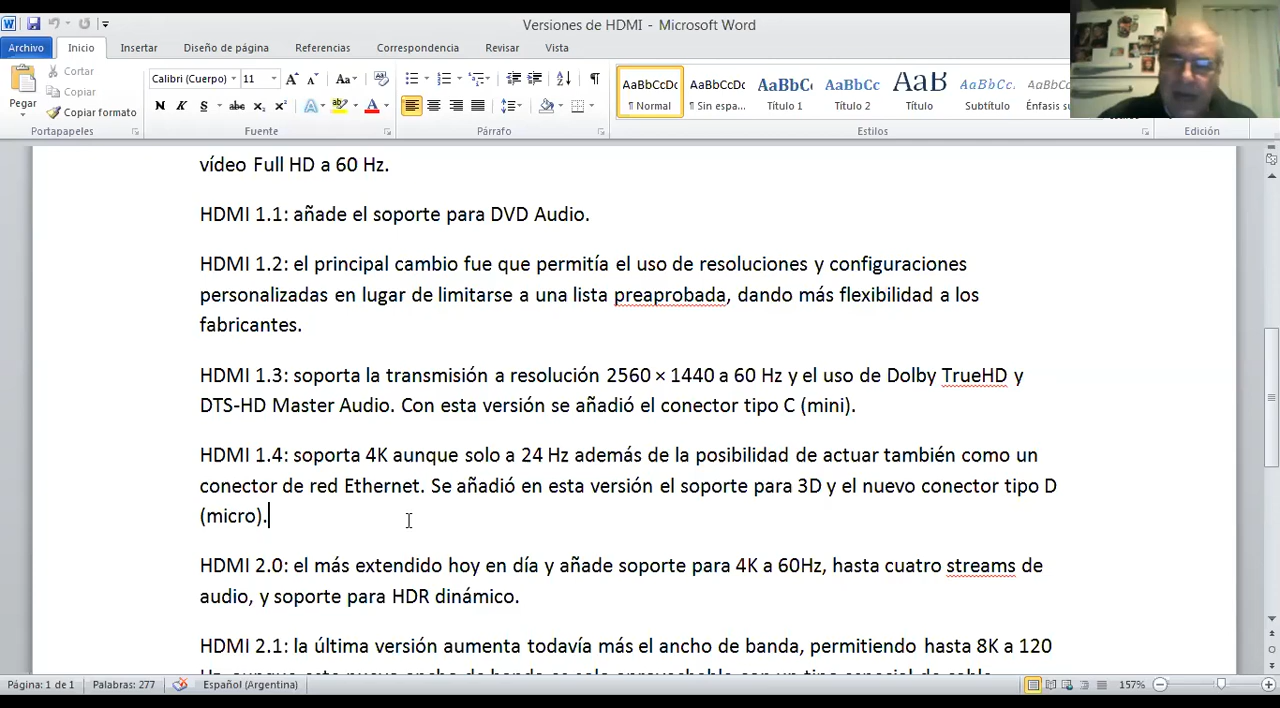 Versiones de HDMI - Microsoft Word
Archivo Inicio Insertar Diseño de página Referencias Correspondencia Revisar Vista
Pegar
Cortar
Copiar
Copiar formato
Calibri (Cuerpo) 11
AaBbCcDc AaBbCcDc AaBbC AaBbCc AaB AaBbCc. AaBbCc
¶ Normal ¶ Sin espa... Título 1 Título 2 Título Subtítulo Énfasis su
Portapapeles Fuente Párrafo Estilos Edición
vídeo Full HD a 60 Hz.
HDMI 1.1: añade el soporte para DVD Audio.
HDMI 1.2: el principal cambio fue que permitía el uso de resoluciones y configuraciones
personalizadas en lugar de limitarse a una lista preaprobada, dando más flexibilidad a los
fabricantes.
HDMI 1.3: soporta la transmisión a resolución 2560 × 1440 a 60 Hz y el uso de Dolby TrueHD y
DTS-HD Master Audio. Con esta versión se añadió el conector tipo C (mini).
HDMI 1.4: soporta 4K aunque solo a 24 Hz además de la posibilidad de actuar también como un
conector de red Ethernet. Se añadió en esta versión el soporte para 3D y el nuevo conector tipo D
(micro).
HDMI 2.0: el más extendido hoy en día y añade soporte para 4K a 60Hz, hasta cuatro streams de
audio, y soporte para HDR dinámico.
HDMI 2.1: la última versión aumenta todavía más el ancho de banda, permitiendo hasta 8K a 120
Página: 1 de 1 Palabras: 277 Español (Argentina) 157%